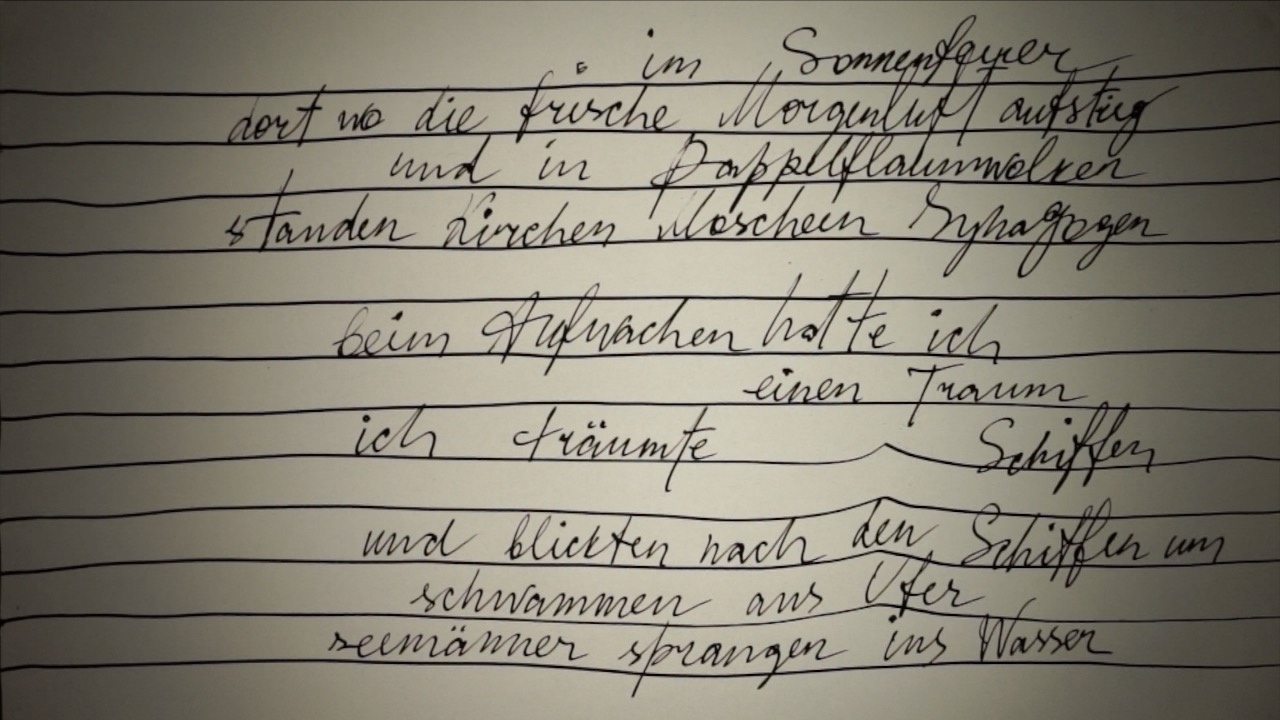 im Sonnenfeuer
dort wo die frische Morgenluft aufstieg
und in Pappelflaumwolken
standen Kirchen Moscheen Synagogen
beim Aufwachen hatte ich
einen Traum
ich träumte Schiffen
und blickten nach den Schiffen um
schwammen ans Ufer
seemänner sprangen ins Wasser